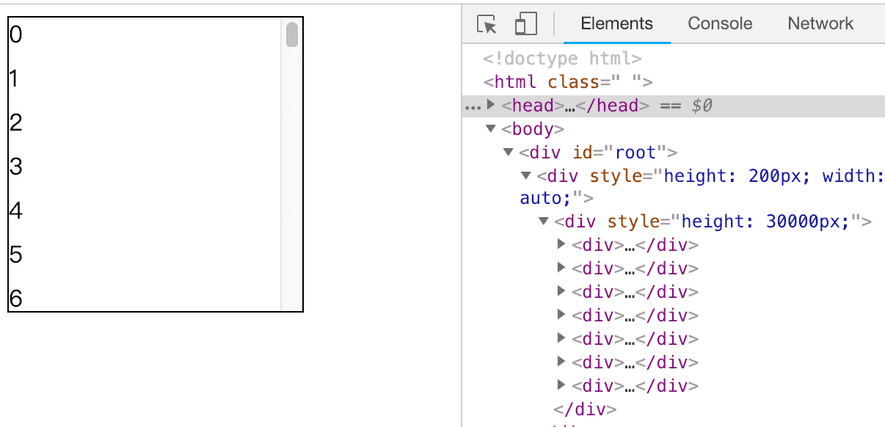 0
1
2
3
4
5
6
Elements Console Network
<!doctype html>
<html class=" ">
… <head>…</head> == $0
<body>
<div id="root">
<div style="height: 200px; width:
auto;">
<div style="height: 30000px;">
<div>…</div>
<div>…</div>
<div>…</div>
<div>…</div>
<div>…</div>
<div>…</div>
<div>…</div>
</div>